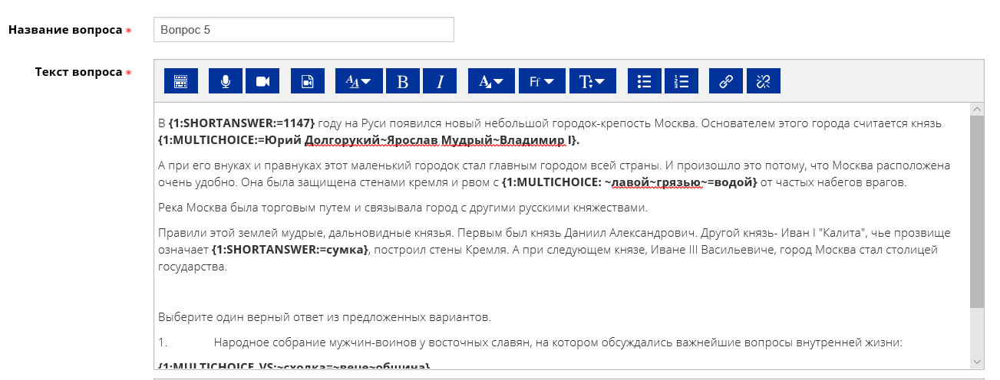 Название вопроса *
Вопрос 5
Текст вопроса *
B I Ff T
В {1:SHORTANSWER:=1147} году на Руси появился новый небольшой городок-крепость Москва. Основателем этого города считается князь
{1:MULTICHOICE:=Юрий Долгорукий~Ярослав Мудрый~Владимир I}.
А при его внуках и правнуках этот маленький городок стал главным городом всей страны. И произошло это потому, что Москва расположена
очень удобно. Она была защищена стенами кремля и рвом с {1:MULTICHOICE: ~лавой~грязью~=водой} от частых набегов врагов.
Река Москва была торговым путем и связывала город с другими русскими княжествами.
Правили этой землей мудрые, дальновидные князья. Первым был князь Даниил Александрович. Другой князь- Иван I "Калита", чье прозвище
означает {1:SHORTANSWER:=сумка}, построил стены Кремля. А при следующем князе, Иване III Васильевиче, город Москва стал столицей
государства.
Выберите один верный ответ из предложенных вариантов.
1. Народное собрание мужчин-воинов у восточных славян, на котором обсуждались важнейшие вопросы внутренней жизни:
{1:MULTICHOICE_VS:~сходка=~вече~община}